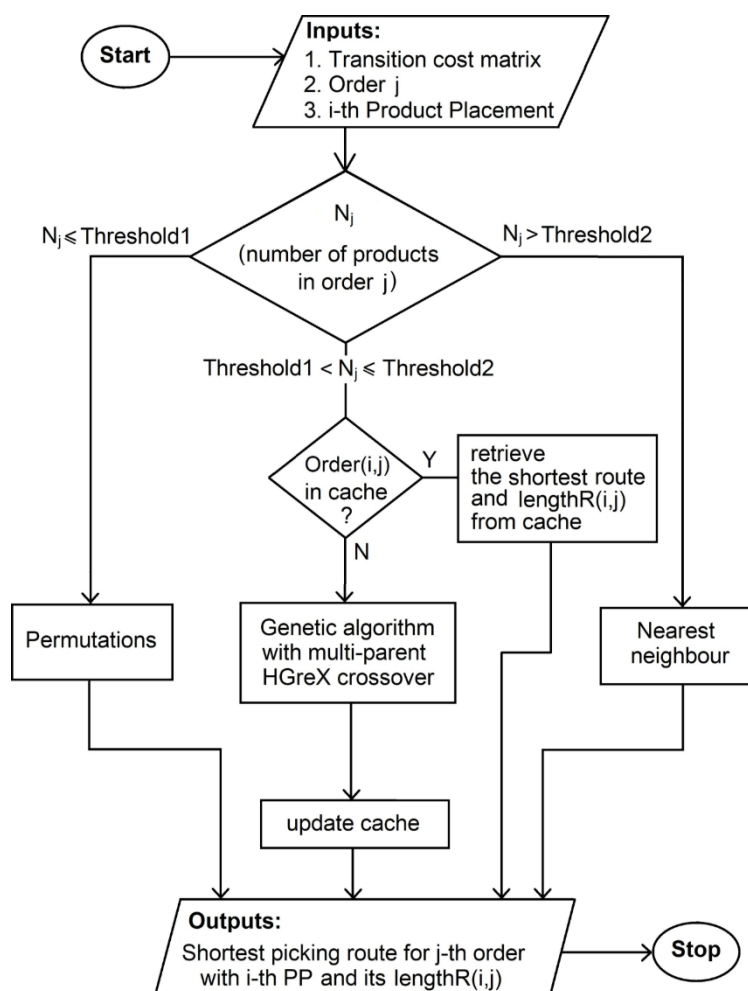 Start
Inputs:
1. Transition cost matrix
2. Order j
3. i-th Product Placement
Nj
(number of products
in order j)
Nj ⩽ Threshold1
Nj > Threshold2
Threshold1 < Nj ⩽ Threshold2
Order(i,j)
in cache
?
Y
N
retrieve
the shortest route
and lengthR(i,j)
from cache
Permutations
Genetic algorithm
with multi-parent
HGreX crossover
Nearest
neighbour
update cache
Outputs:
Shortest picking route for j-th order
with i-th PP and its lengthR(i,j)
Stop